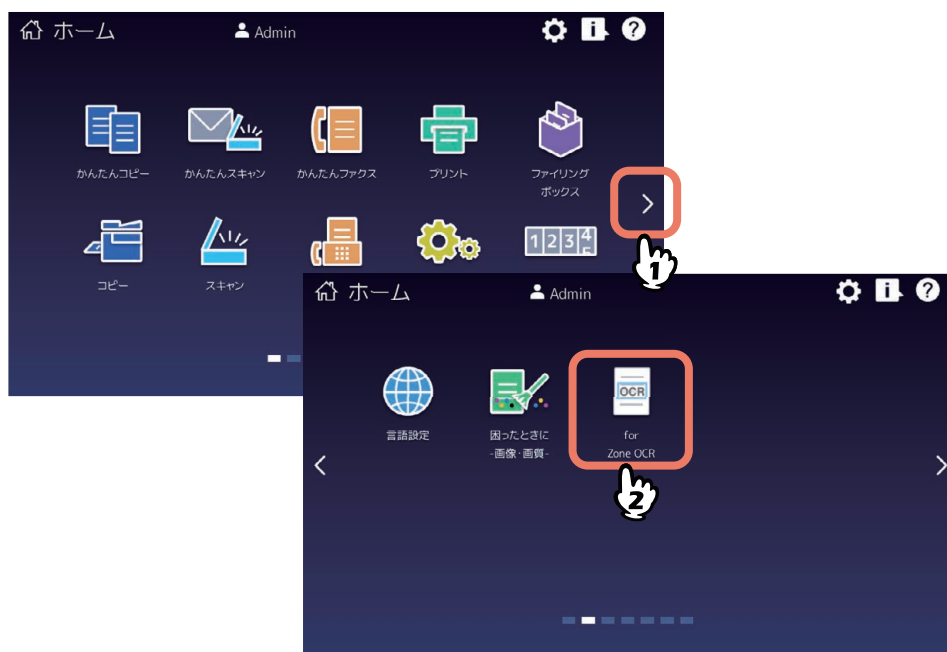 ホーム
Admin
i
?
かんたんコピー
かんたんスキャン
かんたんファクス
プリント
ファイリング
ボックス
1
コピー
スキャン
1234
5
ホーム
Admin
i
?
OCR
言語設定
困ったときに
-画像・画質-
for
Zone OCR
2